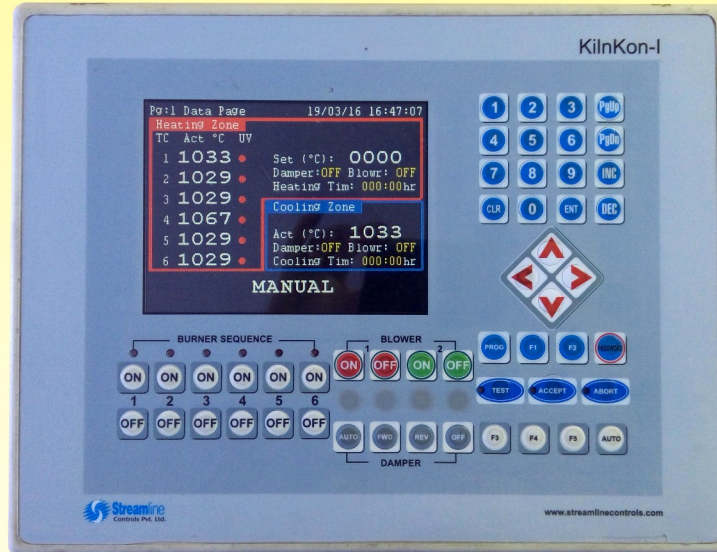 KilnKon-I
Pg:1 Data Page 19/03/16 16:47:07
Heating Zone
TC Act °C UV
1 1033
2 1029
3 1029
4 1067
5 1029
6 1029
Set (°C): 0000
Damper:OFF Blowr: OFF
Heating Tim: 000:00hr
Cooling Zone
Act (°C): 1033
Damper:OFF Blowr: OFF
Cooling Tim: 000:00hr
MANUAL
1 2 3 PgUp
4 5 6 PgDn
7 8 9 INC
CLR 0 ENT DEC
BURNER SEQUENCE
ON ON ON ON ON ON
1 2 3 4 5 6
OFF OFF OFF OFF OFF OFF
BLOWER
1 2
ON OFF ON OFF
AUTO FWD REV OFF
DAMPER
PROG F1 F2
TEST ACCEPT ABORT
F3 F4 F5 AUTO
Streamline
Controls Pvt. Ltd.
www.streamlinecontrols.com